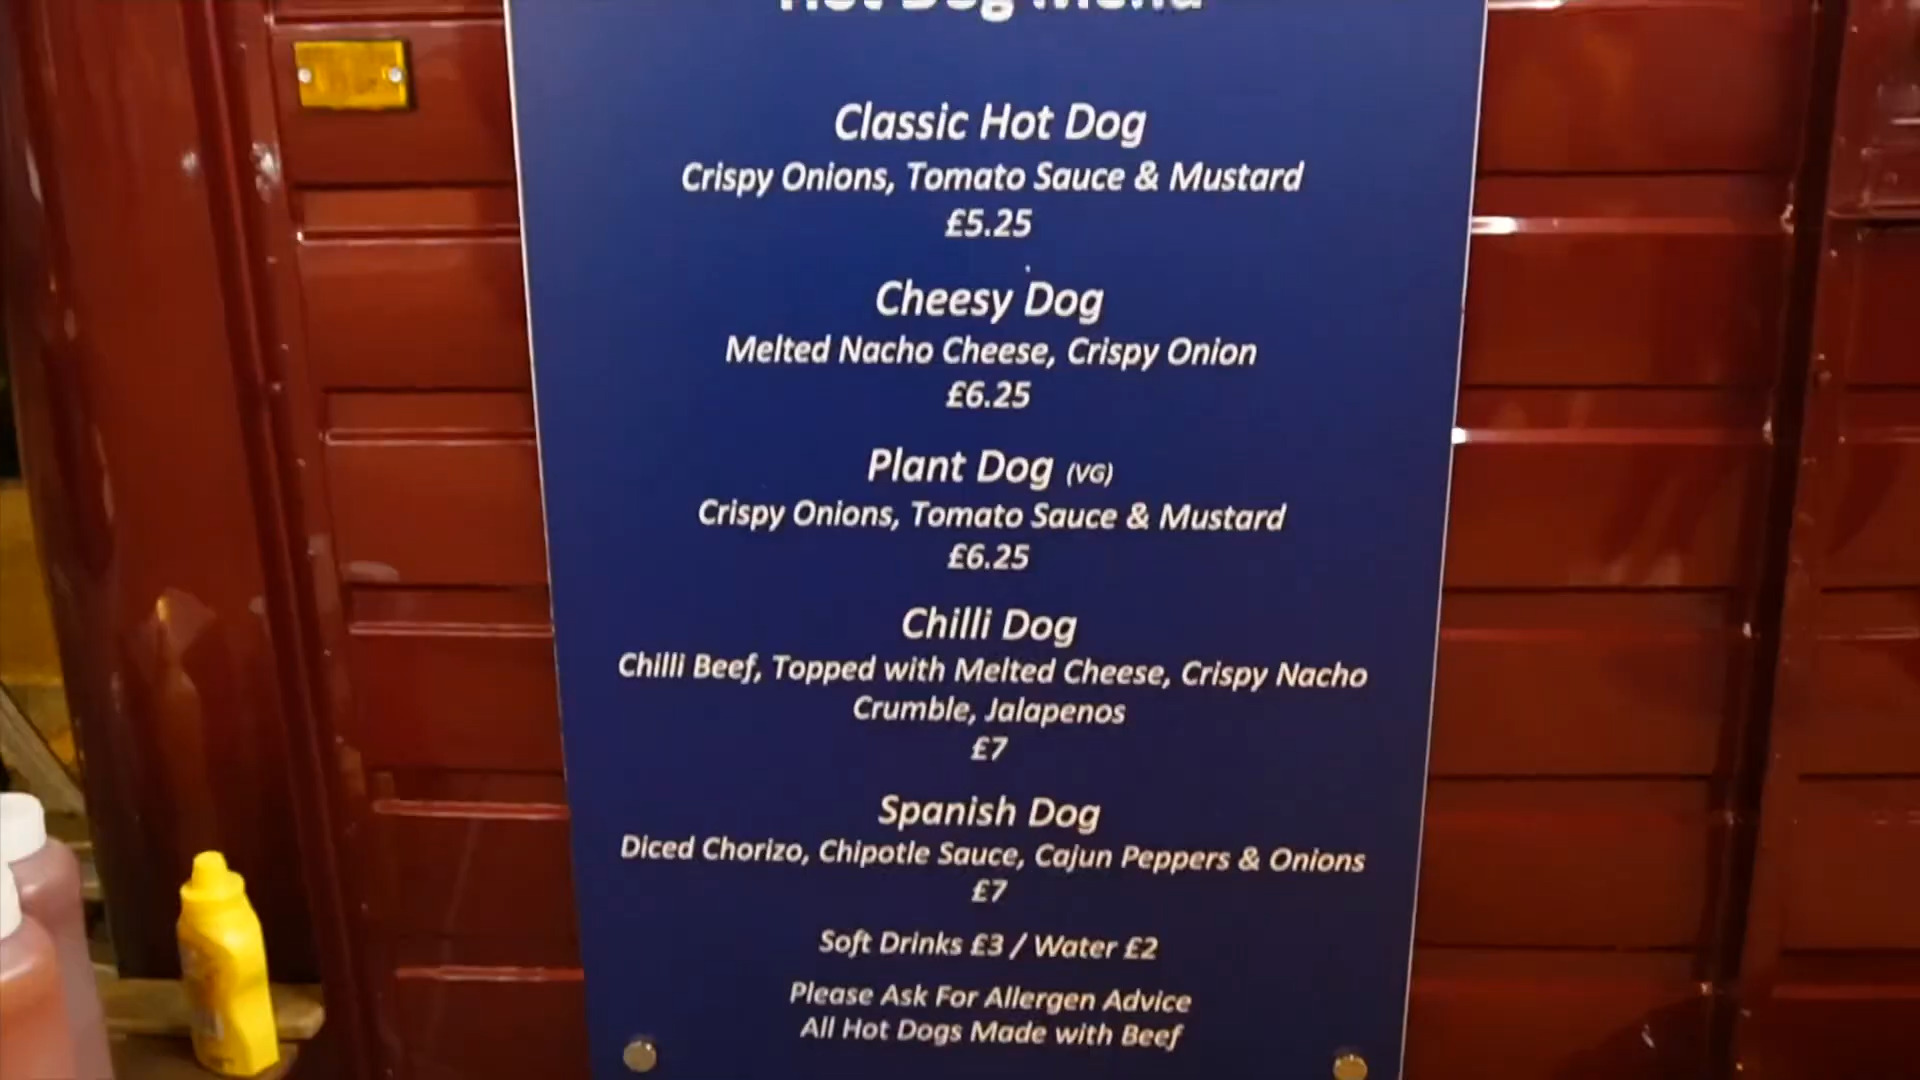 Hot Dog Menu
Classic Hot Dog
Crispy Onions, Tomato Sauce & Mustard
£5.25
Cheesy Dog
Melted Nacho Cheese, Crispy Onion
£6.25
Plant Dog (VG)
Crispy Onions, Tomato Sauce & Mustard
£6.25
Chilli Dog
Chilli Beef, Topped with Melted Cheese, Crispy Nacho
Crumble, Jalapenos
£7
Spanish Dog
Diced Chorizo, Chipotle Sauce, Cajun Peppers & Onions
£7
Soft Drinks £3 / Water £2
Please Ask For Allergen Advice
All Hot Dogs Made with Beef